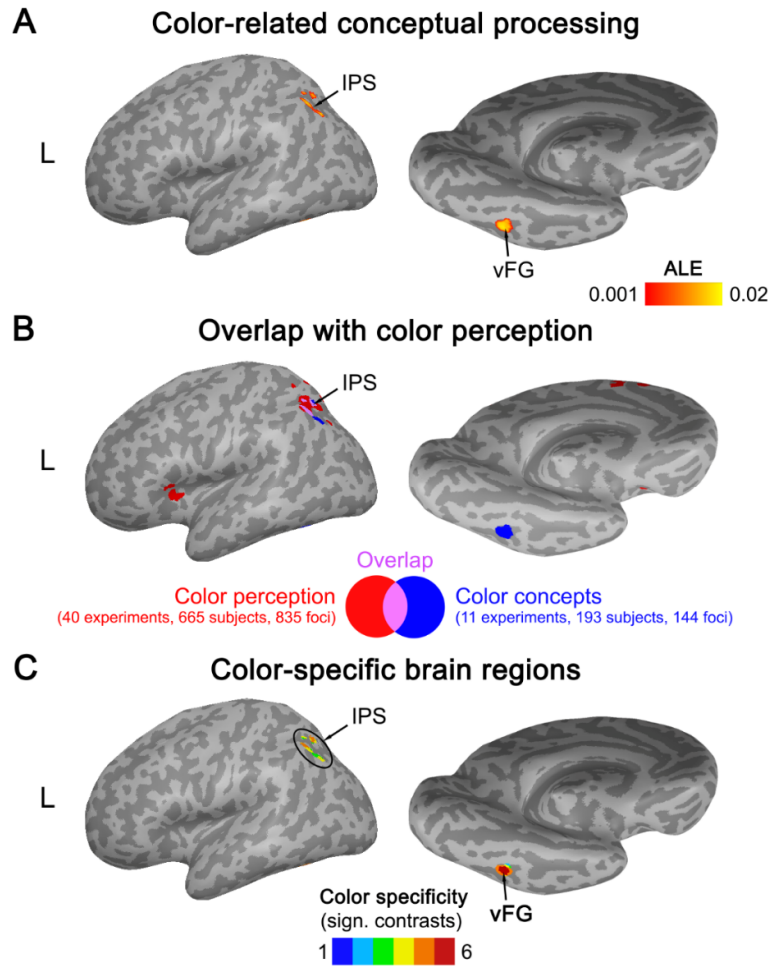 A
Color-related conceptual processing
IPS
L
vFG
ALE
0.001 0.02
B
Overlap with color perception
IPS
L
Overlap
Color perception
(40 experiments, 665 subjects, 835 foci)
Color concepts
(11 experiments, 193 subjects, 144 foci)
C
Color-specific brain regions
IPS
L
vFG
Color specificity
(sign. contrasts)
1 6